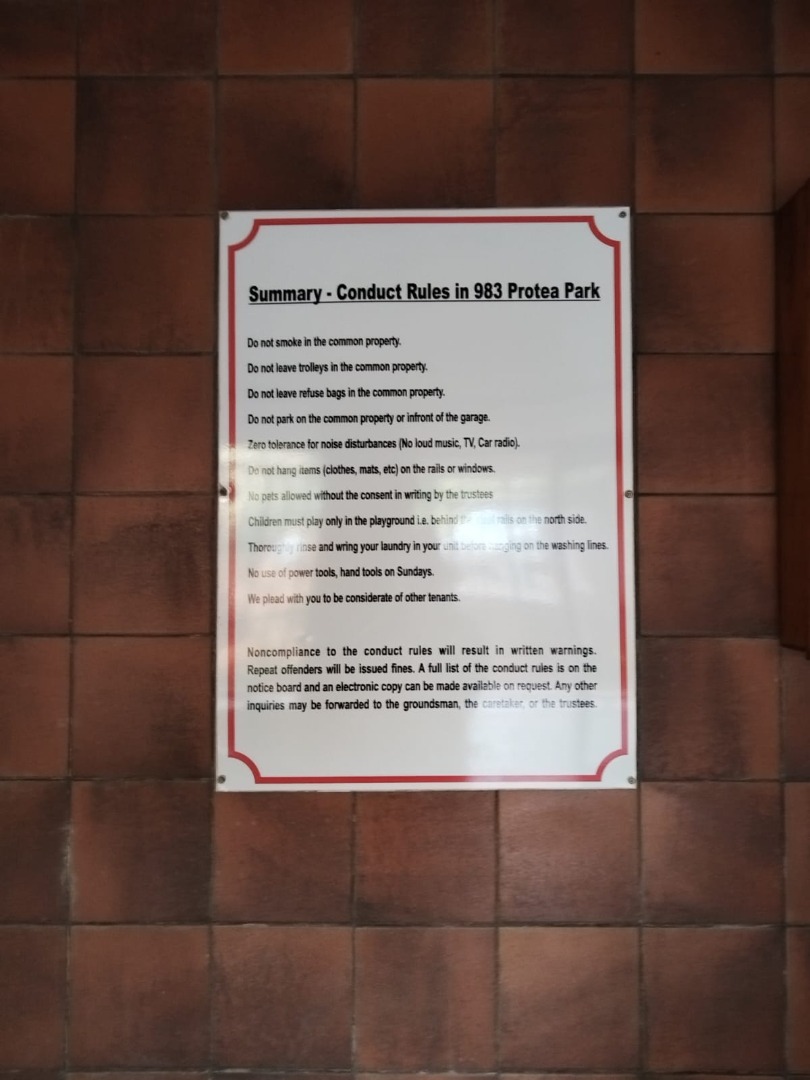 Summary - Conduct Rules in 983 Protea Park
Do not smoke in the common property.
Do not leave trolleys in the common property.
Do not leave refuse bags in the common property.
Do not park on the common property or infront of the garage.
Zero tolerance for noise disturbances (No loud music, TV, Car radio).
Do not hang items (clothes, mats, etc) on the rails or windows.
No pets allowed without the consent in writing by the trustees
Children must play only in the playground i.e. behind the rails on the north side.
Thoroughly rinse and wring your laundry in your unit before hanging on the washing lines.
No use of power tools, hand tools on Sundays.
We plead with you to be considerate of other tenants.
Noncompliance to the conduct rules will result in written warnings.
Repeat offenders will be issued fines. A full list of the conduct rules is on the
notice board and an electronic copy can be made available on request. Any other
inquiries may be forwarded to the groundsman, the caretaker, or the trustees.